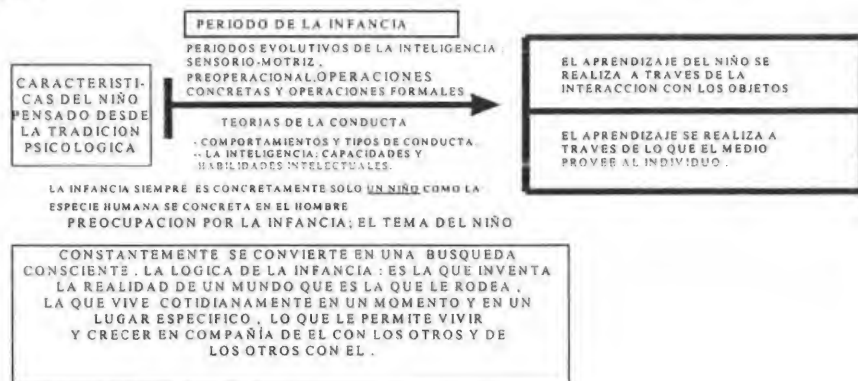 PERIODO DE LA INFANCIA
PERIODOS EVOLUTIVOS DE LA INTELIGENCIA
SENSORIO-MOTRIZ,
PREOPERACIONAL, OPERACIONES
CONCRETAS Y OPERACIONES FORMALES
CARACTERISTI-
CAS DEL NIÑO
PENSADO DESDE
LA TRADICION
PSICOLOGICA
TEORIAS DE LA CONDUCTA
- COMPORTAMIENTOS Y TIPOS DE CONDUCTA.
-- LA INTELIGENCIA: CAPACIDADES Y
HABILIDADES INTELECTUALES.
EL APRENDIZAJE DEL NIÑO SE
REALIZA A TRAVES DE LA
INTERACCION CON LOS OBJETOS
EL APRENDIZAJE SE REALIZA A
TRAVES DE LO QUE EL MEDIO
PROVEE AL INDIVIDUO.
LA INFANCIA SIEMPRE ES CONCRETAMENTE SOLO UN NIÑO COMO LA
ESPECIE HUMANA SE CONCRETA EN EL HOMBRE
PREOCUPACION POR LA INFANCIA; EL TEMA DEL NIÑO
CONSTANTEMENTE SE CONVIERTE EN UNA BUSQUEDA
CONSCIENTE. LA LOGICA DE LA INFANCIA : ES LA QUE INVENTA
LA REALIDAD DE UN MUNDO QUE ES LA QUE LE RODEA,
LA QUE VIVE COTIDIANAMENTE EN UN MOMENTO Y EN UN
LUGAR ESPECIFICO, LO QUE LE PERMITE VIVIR
Y CRECER EN COMPAÑÍA DE EL CON LOS OTROS Y DE
LOS OTROS CON EL.